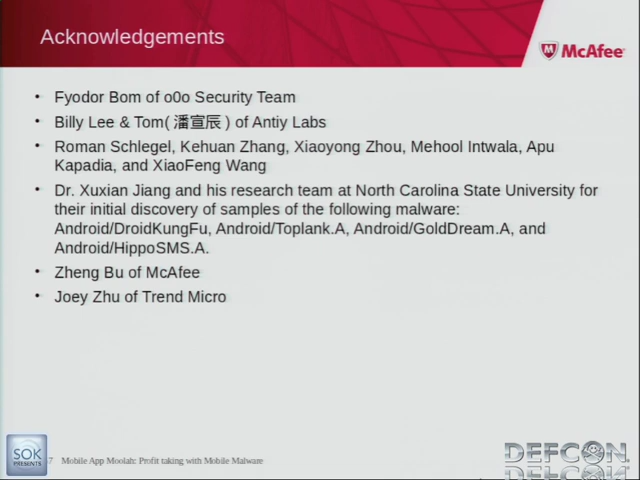 Acknowledgements
McAfee
• Fyodor Bom of o0o Security Team
• Billy Lee & Tom( 潘宣辰 ) of Antiy Labs
• Roman Schlegel, Kehuan Zhang, Xiaoyong Zhou, Mehool Intwala, Apu
Kapadia, and XiaoFeng Wang
• Dr. Xuxian Jiang and his research team at North Carolina State University for
their initial discovery of samples of the following malware:
Android/DroidKungFu, Android/Toplank.A, Android/GoldDream.A, and
Android/HippoSMS.A.
• Zheng Bu of McAfee
• Joey Zhu of Trend Micro
SOK
PRESENTS
Mobile App Moolah: Profit taking with Mobile Malware
DEFCON